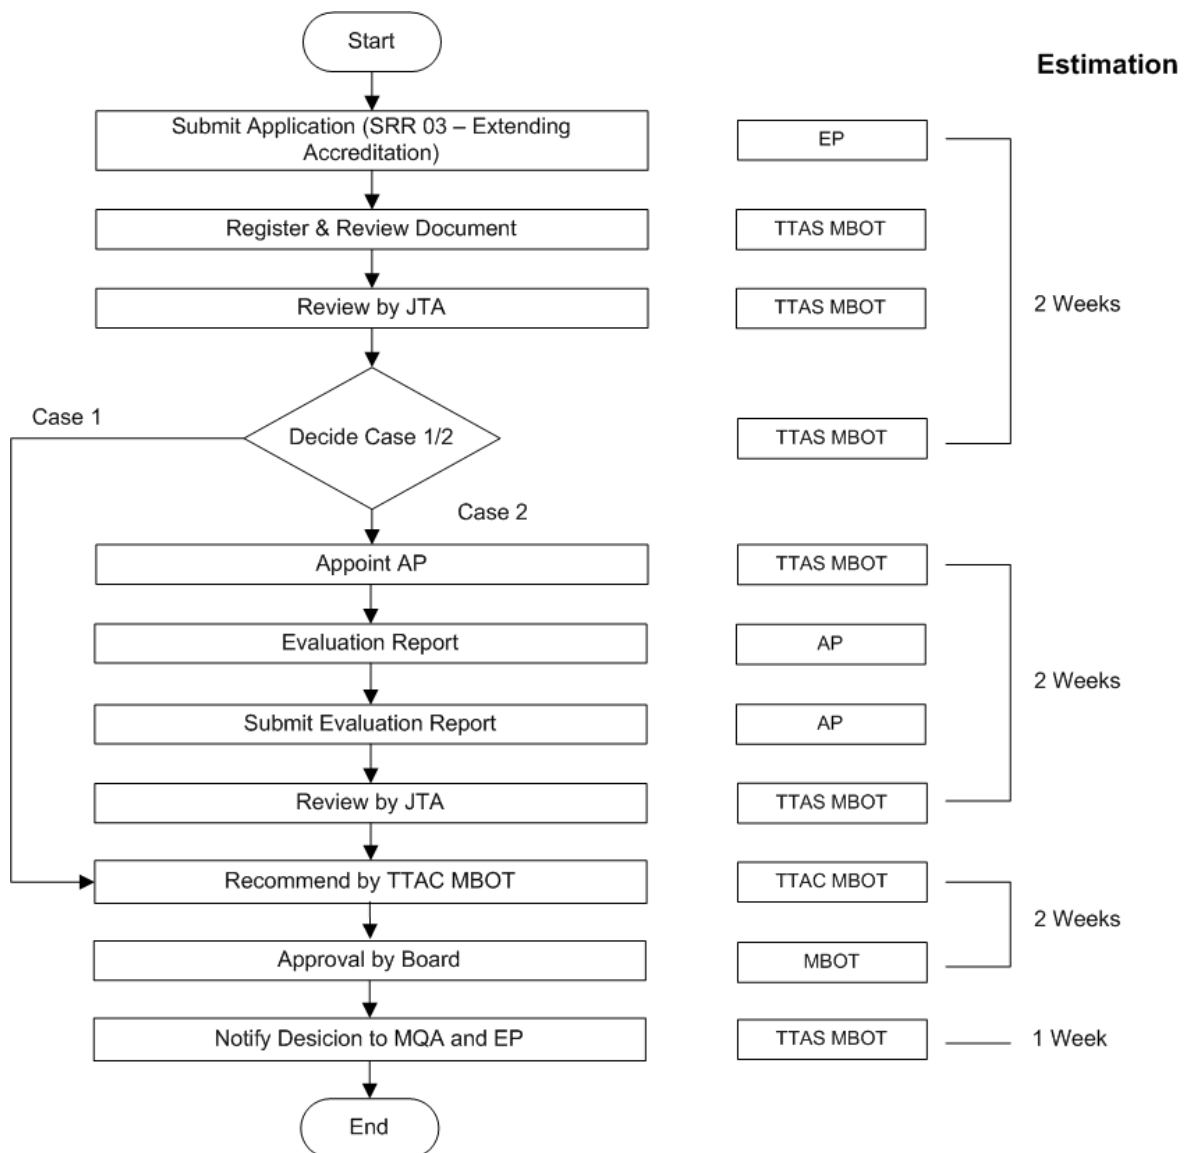 Start
Estimation
Submit Application (SRR 03 – Extending
Accreditation)
EP
Register & Review Document
TTAS MBOT
Review by JTA
TTAS MBOT
2 Weeks
Case 1
Decide Case 1/2
TTAS MBOT
Case 2
Appoint AP
TTAS MBOT
Evaluation Report
AP
2 Weeks
Submit Evaluation Report
AP
Review by JTA
TTAS MBOT
Recommend by TTAC MBOT
TTAC MBOT
2 Weeks
Approval by Board
MBOT
Notify Desicion to MQA and EP
TTAS MBOT
1 Week
End